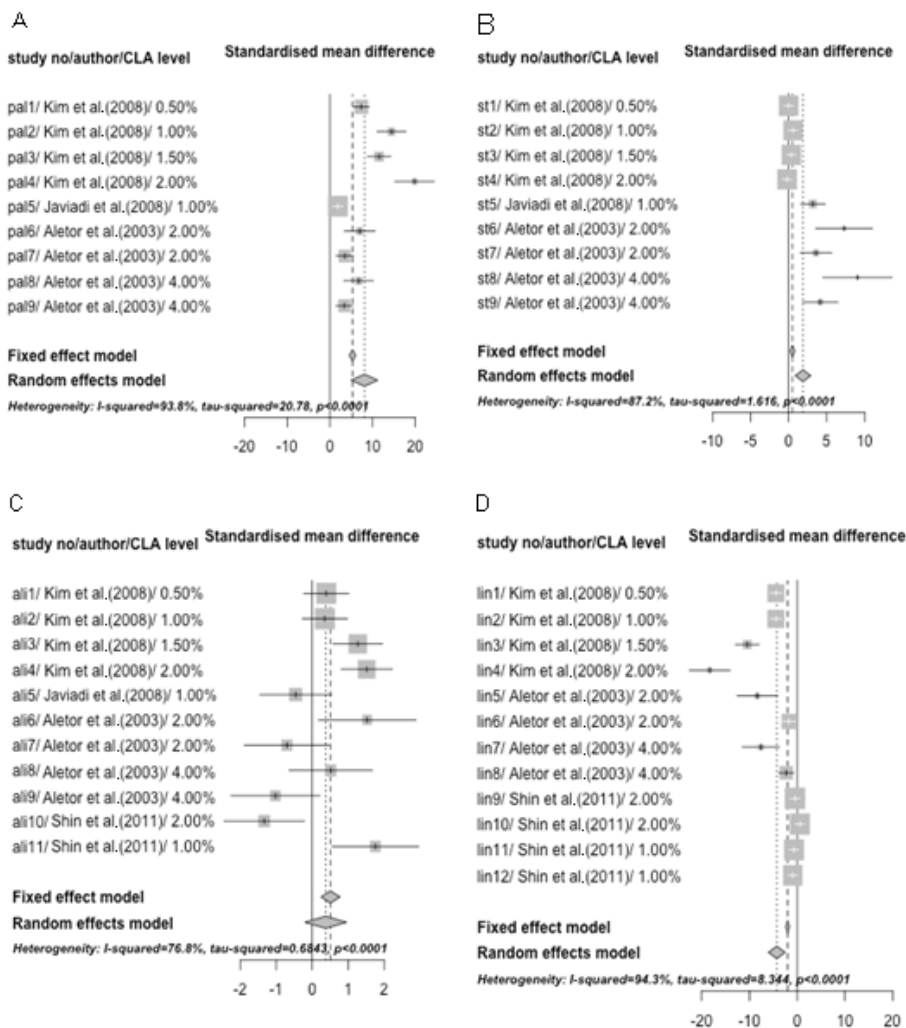 A
study no/author/CLA level Standardised mean difference
pal1/ Kim et al.(2008)/ 0.50%
pal2/ Kim et al.(2008)/ 1.00%
pal3/ Kim et al.(2008)/ 1.50%
pal4/ Kim et al.(2008)/ 2.00%
pal5/ Javiadi et al.(2008)/ 1.00%
pal6/ Aletor et al.(2003)/ 2.00%
pal7/ Aletor et al.(2003)/ 2.00%
pal8/ Aletor et al.(2003)/ 4.00%
pal9/ Aletor et al.(2003)/ 4.00%
Fixed effect model
Random effects model
Heterogeneity: I-squared=93.8%, tau-squared=20.78, p<0.0001
-20 -10 0 10 20
B
study no/author/CLA level Standardised mean difference
st1/ Kim et al.(2008)/ 0.50%
st2/ Kim et al.(2008)/ 1.00%
st3/ Kim et al.(2008)/ 1.50%
st4/ Kim et al.(2008)/ 2.00%
st5/ Javiadi et al.(2008)/ 1.00%
st6/ Aletor et al.(2003)/ 2.00%
st7/ Aletor et al.(2003)/ 2.00%
st8/ Aletor et al.(2003)/ 4.00%
st9/ Aletor et al.(2003)/ 4.00%
Fixed effect model
Random effects model
Heterogeneity: I-squared=87.2%, tau-squared=1.616, p<0.0001
-10 -5 0 5 10
C
study no/author/CLA level Standardised mean difference
ali1/ Kim et al.(2008)/ 0.50%
ali2/ Kim et al.(2008)/ 1.00%
ali3/ Kim et al.(2008)/ 1.50%
ali4/ Kim et al.(2008)/ 2.00%
ali5/ Javiadi et al.(2008)/ 1.00%
ali6/ Aletor et al.(2003)/ 2.00%
ali7/ Aletor et al.(2003)/ 2.00%
ali8/ Aletor et al.(2003)/ 4.00%
ali9/ Aletor et al.(2003)/ 4.00%
ali10/ Shin et al.(2011)/ 2.00%
ali11/ Shin et al.(2011)/ 1.00%
Fixed effect model
Random effects model
Heterogeneity: I-squared=76.8%, tau-squared=0.6843, p<0.0001
-2 -1 0 1 2
D
study no/author/CLA level Standardised mean difference
lin1/ Kim et al.(2008)/ 0.50%
lin2/ Kim et al.(2008)/ 1.00%
lin3/ Kim et al.(2008)/ 1.50%
lin4/ Kim et al.(2008)/ 2.00%
lin5/ Aletor et al.(2003)/ 2.00%
lin6/ Aletor et al.(2003)/ 2.00%
lin7/ Aletor et al.(2003)/ 4.00%
lin8/ Aletor et al.(2003)/ 4.00%
lin9/ Shin et al.(2011)/ 2.00%
lin10/ Shin et al.(2011)/ 2.00%
lin11/ Shin et al.(2011)/ 1.00%
lin12/ Shin et al.(2011)/ 1.00%
Fixed effect model
Random effects model
Heterogeneity: I-squared=94.3%, tau-squared=8.344, p<0.0001
-20 -10 0 10 20